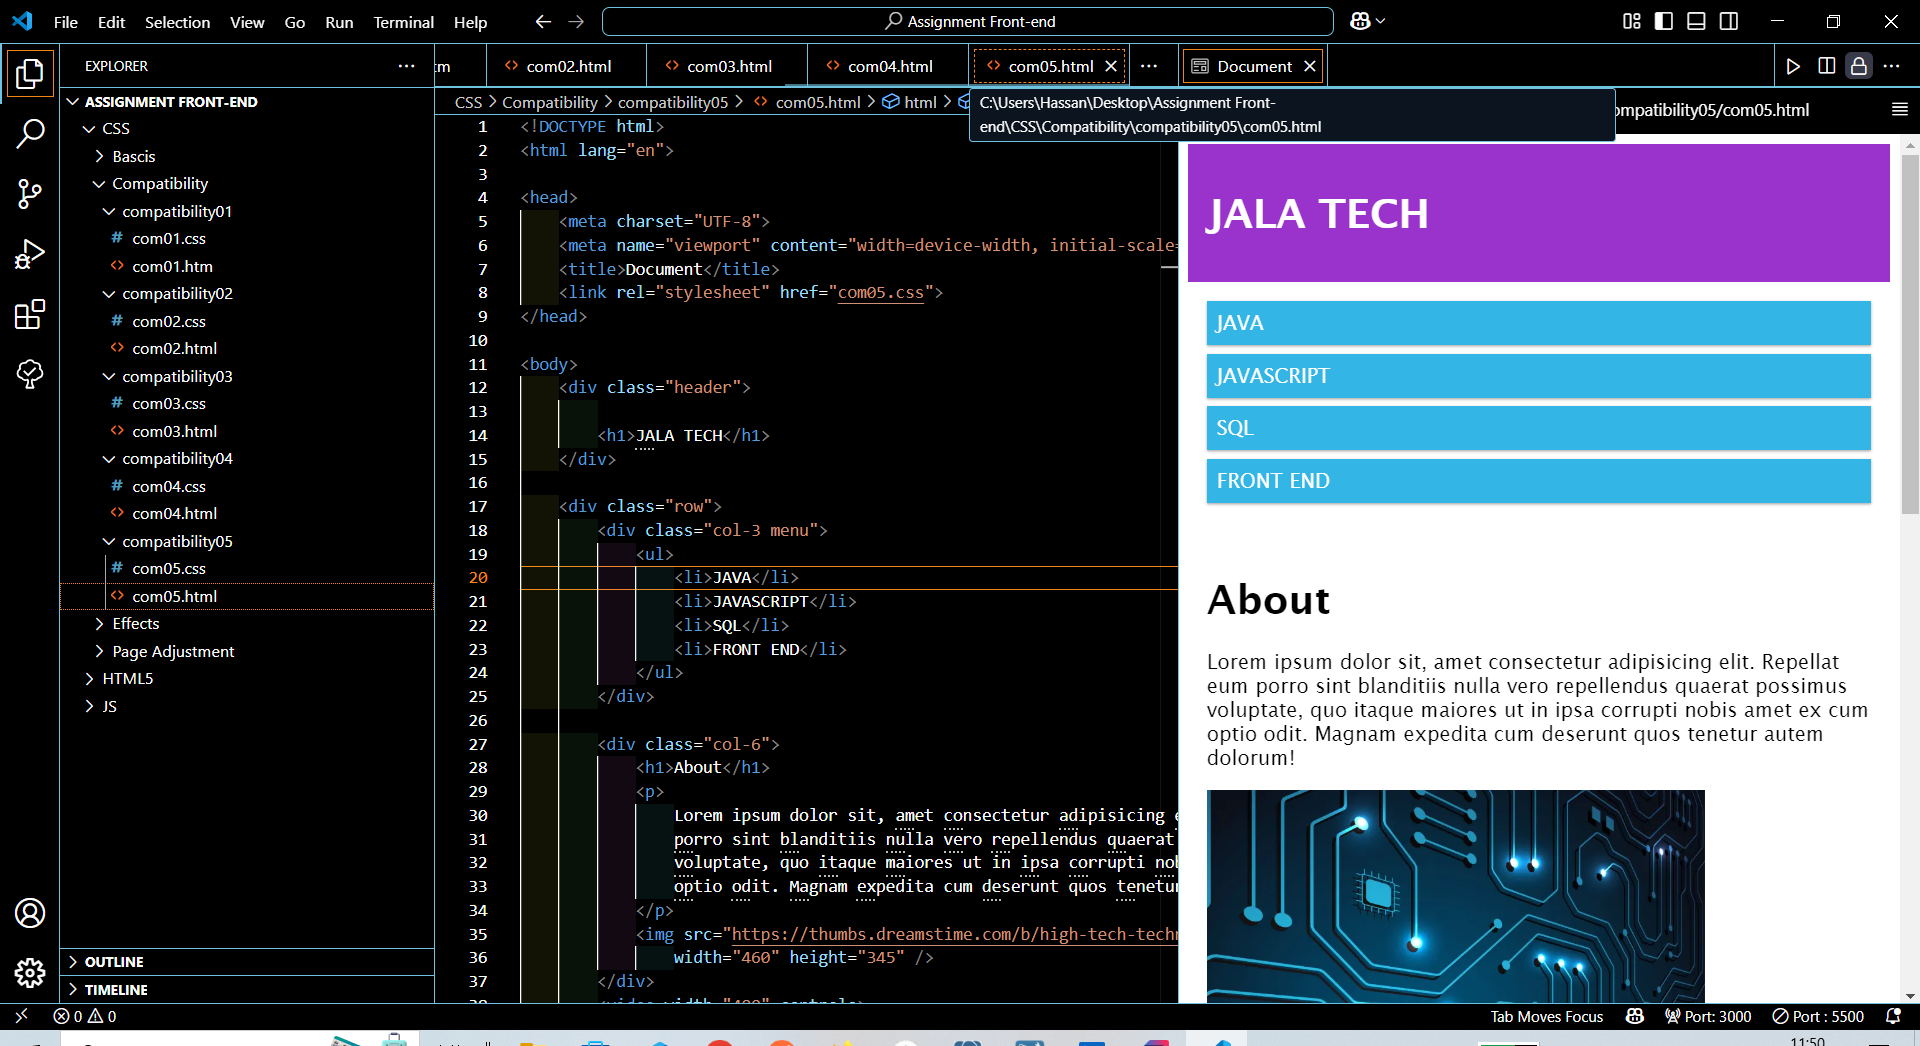 File Edit Selection View Go Run Terminal Help
Assignment Front-end
EXPLORER
ASSIGNMENT FRONT-END
CSS
Bascis
Compatibility
compatibility01
com01.css
com01.htm
compatibility02
com02.css
com02.html
compatibility03
com03.css
com03.html
compatibility04
com04.css
com04.html
compatibility05
com05.css
com05.html
Effects
Page Adjustment
HTML5
JS
OUTLINE
TIMELINE
tm com02.html com03.html com04.html com05.html Document
CSS > Compatibility > compatibility05 > com05.html > html >
C:\Users\Hassan\Desktop\Assignment Front-
end\CSS\Compatibility\compatibility05\com05.html
ompatibility05/com05.html
1 <!DOCTYPE html>
2 <html lang="en">
3
4 <head>
5 <meta charset="UTF-8">
6 <meta name="viewport" content="width=device-width, initial-scale=
7 <title>Document</title>
8 <link rel="stylesheet" href="com05.css">
9 </head>
10
11 <body>
12 <div class="header">
13
14 <h1>JALA TECH</h1>
15 </div>
16
17 <div class="row">
18 <div class="col-3 menu">
19 <ul>
20 <li>JAVA</li>
21 <li>JAVASCRIPT</li>
22 <li>SQL</li>
23 <li>FRONT END</li>
24 </ul>
25 </div>
26
27 <div class="col-6">
28 <h1>About</h1>
29 <p>
30 Lorem ipsum dolor sit, amet consectetur adipisicing
31 porro sint blanditiis nulla vero repellendus quaerat
32 voluptate, quo itaque maiores ut in ipsa corrupti
33 optio odit. Magnam expedita cum deserunt quos tenetur
34 </p>
35 <img src="https://thumbs.dreamstime.com/b/high-tech-techn
36 width="460" height="345" />
37 </div>
38 <video width="400" controls>
JALA TECH
JAVA
JAVASCRIPT
SQL
FRONT END
About
Lorem ipsum dolor sit, amet consectetur adipisicing elit. Repellat
eum porro sint blanditiis nulla vero repellendus quaerat possimus
voluptate, quo itaque maiores ut in ipsa corrupti nobis amet ex cum
optio odit. Magnam expedita cum deserunt quos tenetur autem
dolorum!
0 0
Tab Moves Focus Port: 3000 Port : 5500
11:50